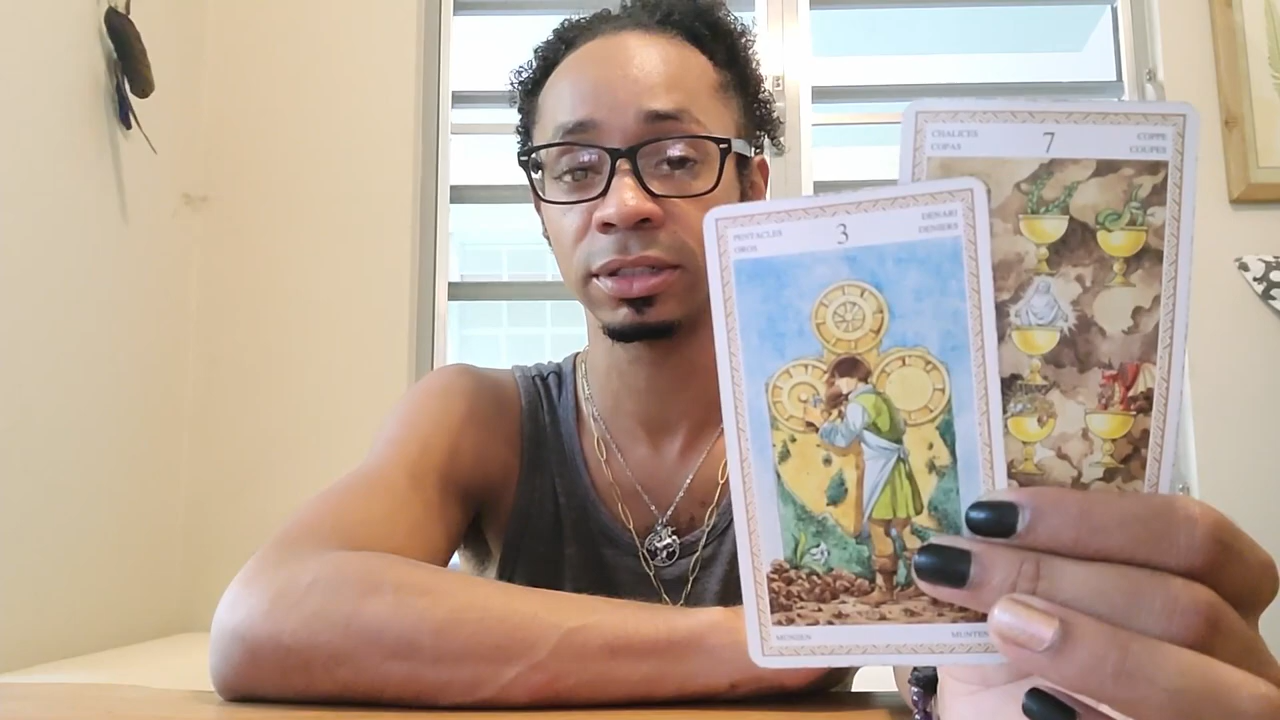 CHALICES
COPAS
7
COPPE
COUPES
PENTACLES
OROS
3
DENARI
DENIERS
MUNZEN
MUNTEN